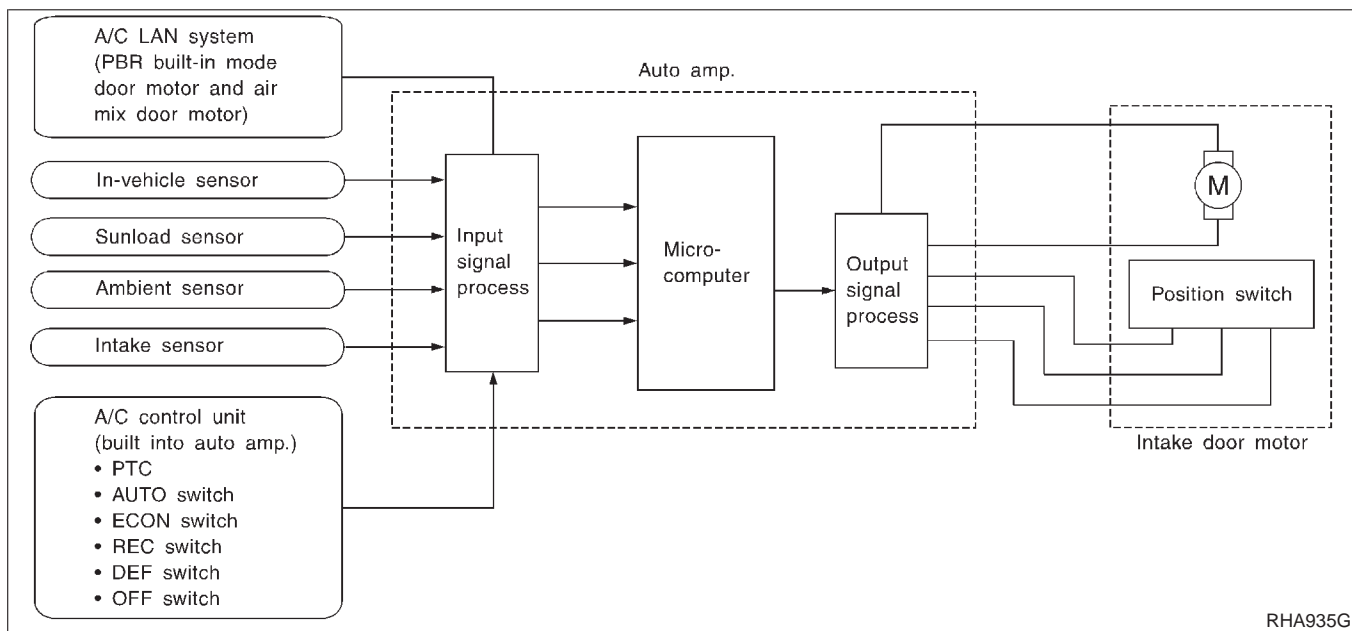 A/C LAN system
(PBR built-in mode
door motor and air
mix door motor)
In-vehicle sensor
Sunload sensor
Ambient sensor
Intake sensor
A/C control unit
(built into auto amp.)
• PTC
• AUTO switch
• ECON switch
• REC switch
• DEF switch
• OFF switch
Auto amp.
Input
signal
process
Micro-
computer
Output
signal
process
M
Position switch
Intake door motor
RHA935G